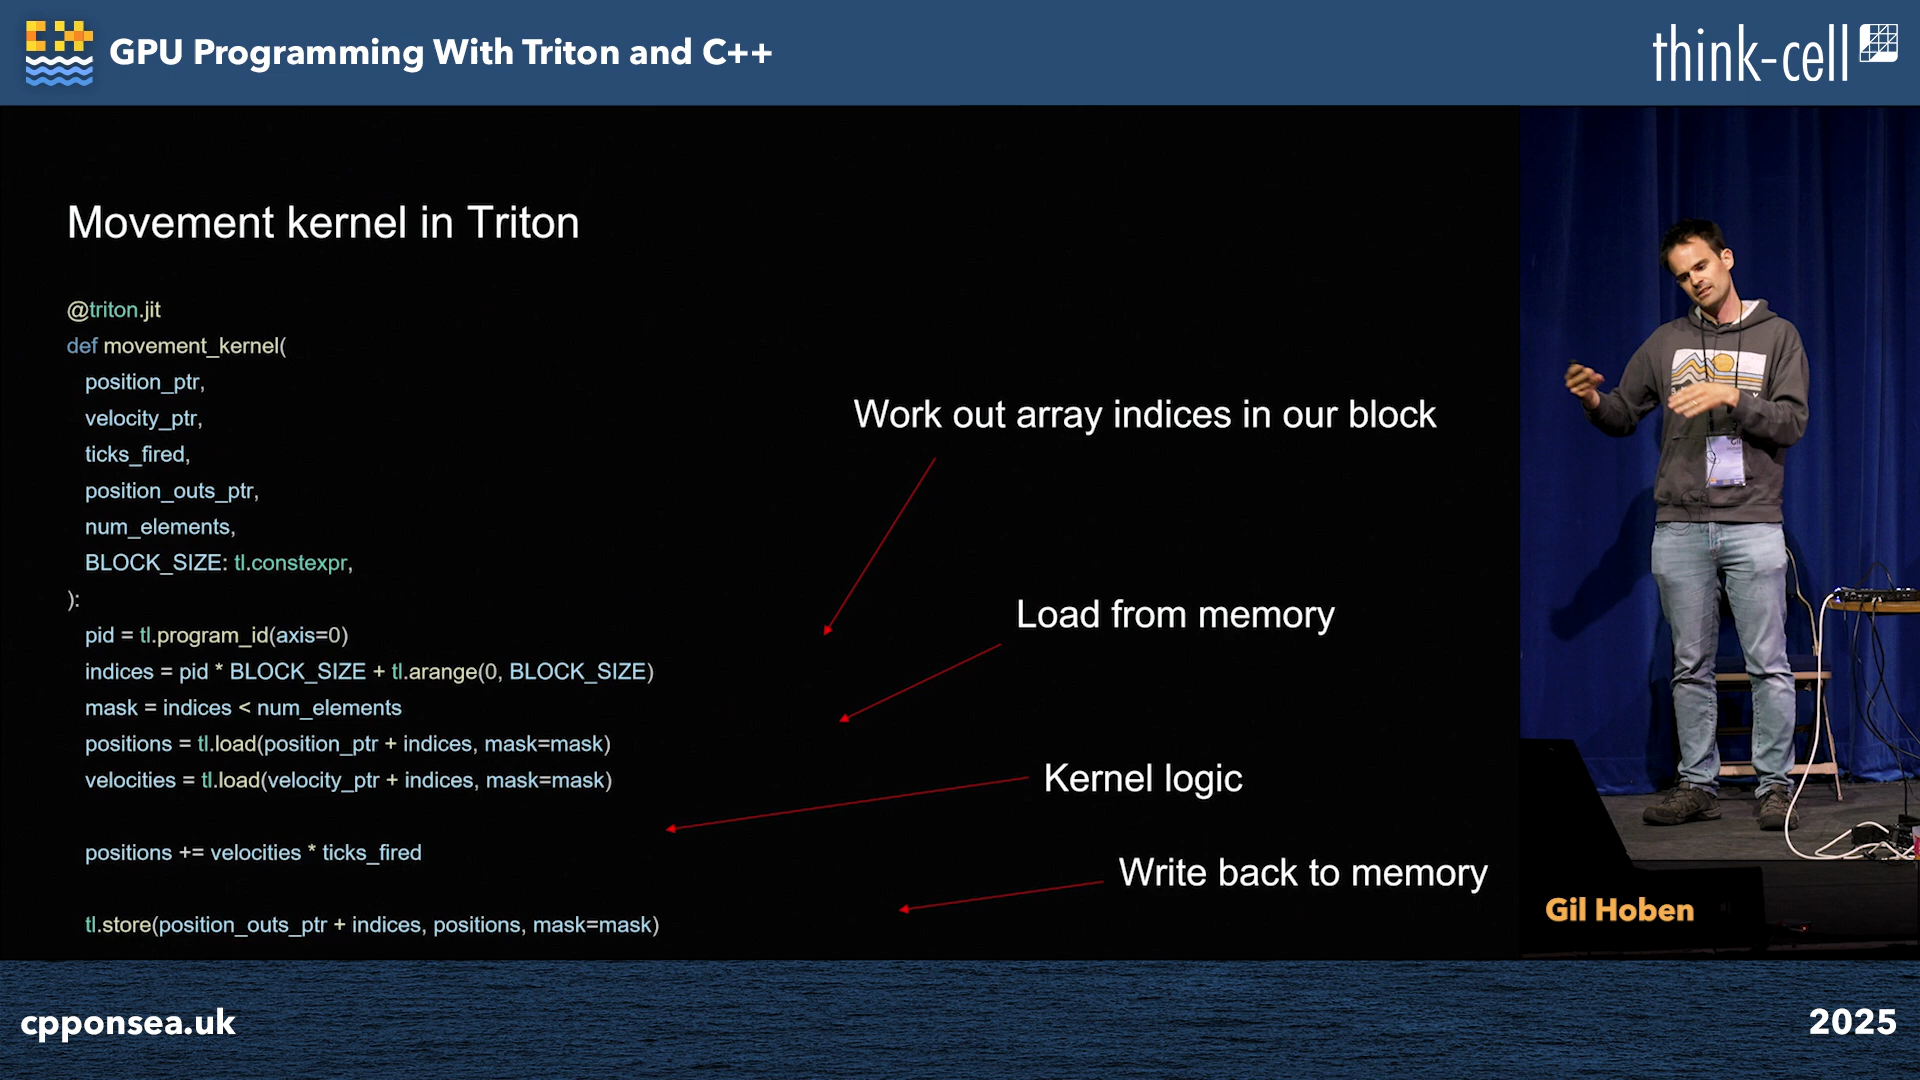 GPU Programming With Triton and C++
think-cell
Movement kernel in Triton
@triton.jit
def movement_kernel(
position_ptr,
velocity_ptr,
ticks_fired,
position_outs_ptr,
num_elements,
BLOCK_SIZE: tl.constexpr,
):
pid = tl.program_id(axis=0)
indices = pid * BLOCK_SIZE + tl.arange(0, BLOCK_SIZE)
mask = indices < num_elements
positions = tl.load(position_ptr + indices, mask=mask)
velocities = tl.load(velocity_ptr + indices, mask=mask)
positions += velocities * ticks_fired
tl.store(position_outs_ptr + indices, positions, mask=mask)
Work out array indices in our block
Load from memory
Kernel logic
Write back to memory
Gil Hoben
cpponsea.uk
2025